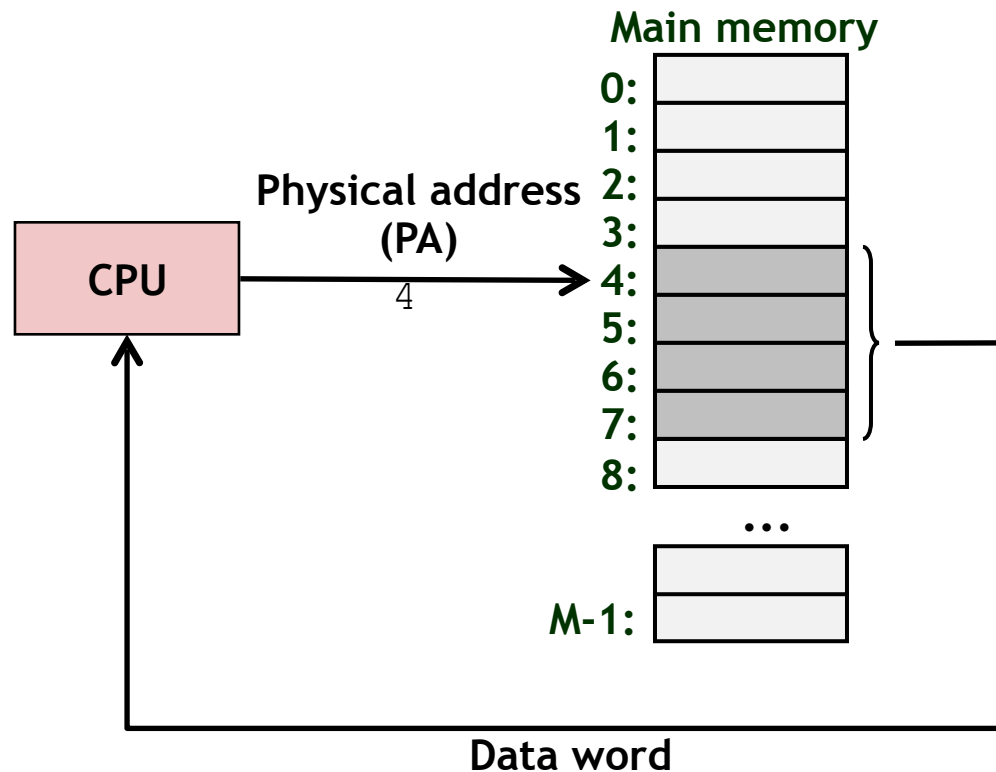 Main memory
0:
1:
2:
Physical address
(PA)
3:
CPU
4
4:
5:
6:
7:
8:
...
M-1:
Data word